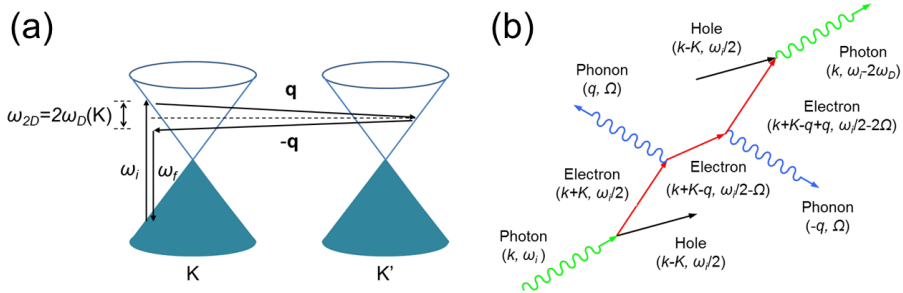 (a)
q
ω2D=2ωD(K)
-q
ωi
ωf
K
K’
(b)
Hole
(k-K, ωi/2)
Photon
(k, ωi-2ωD)
Phonon
(q, Ω)
Electron
(k+K-q+q, ωi/2-2Ω)
Electron
(k+K, ωi/2)
Electron
(k+K-q, ωi/2-Ω)
Phonon
(-q, Ω)
Photon
(k, ωi)
Hole
(k-K, ωi/2)